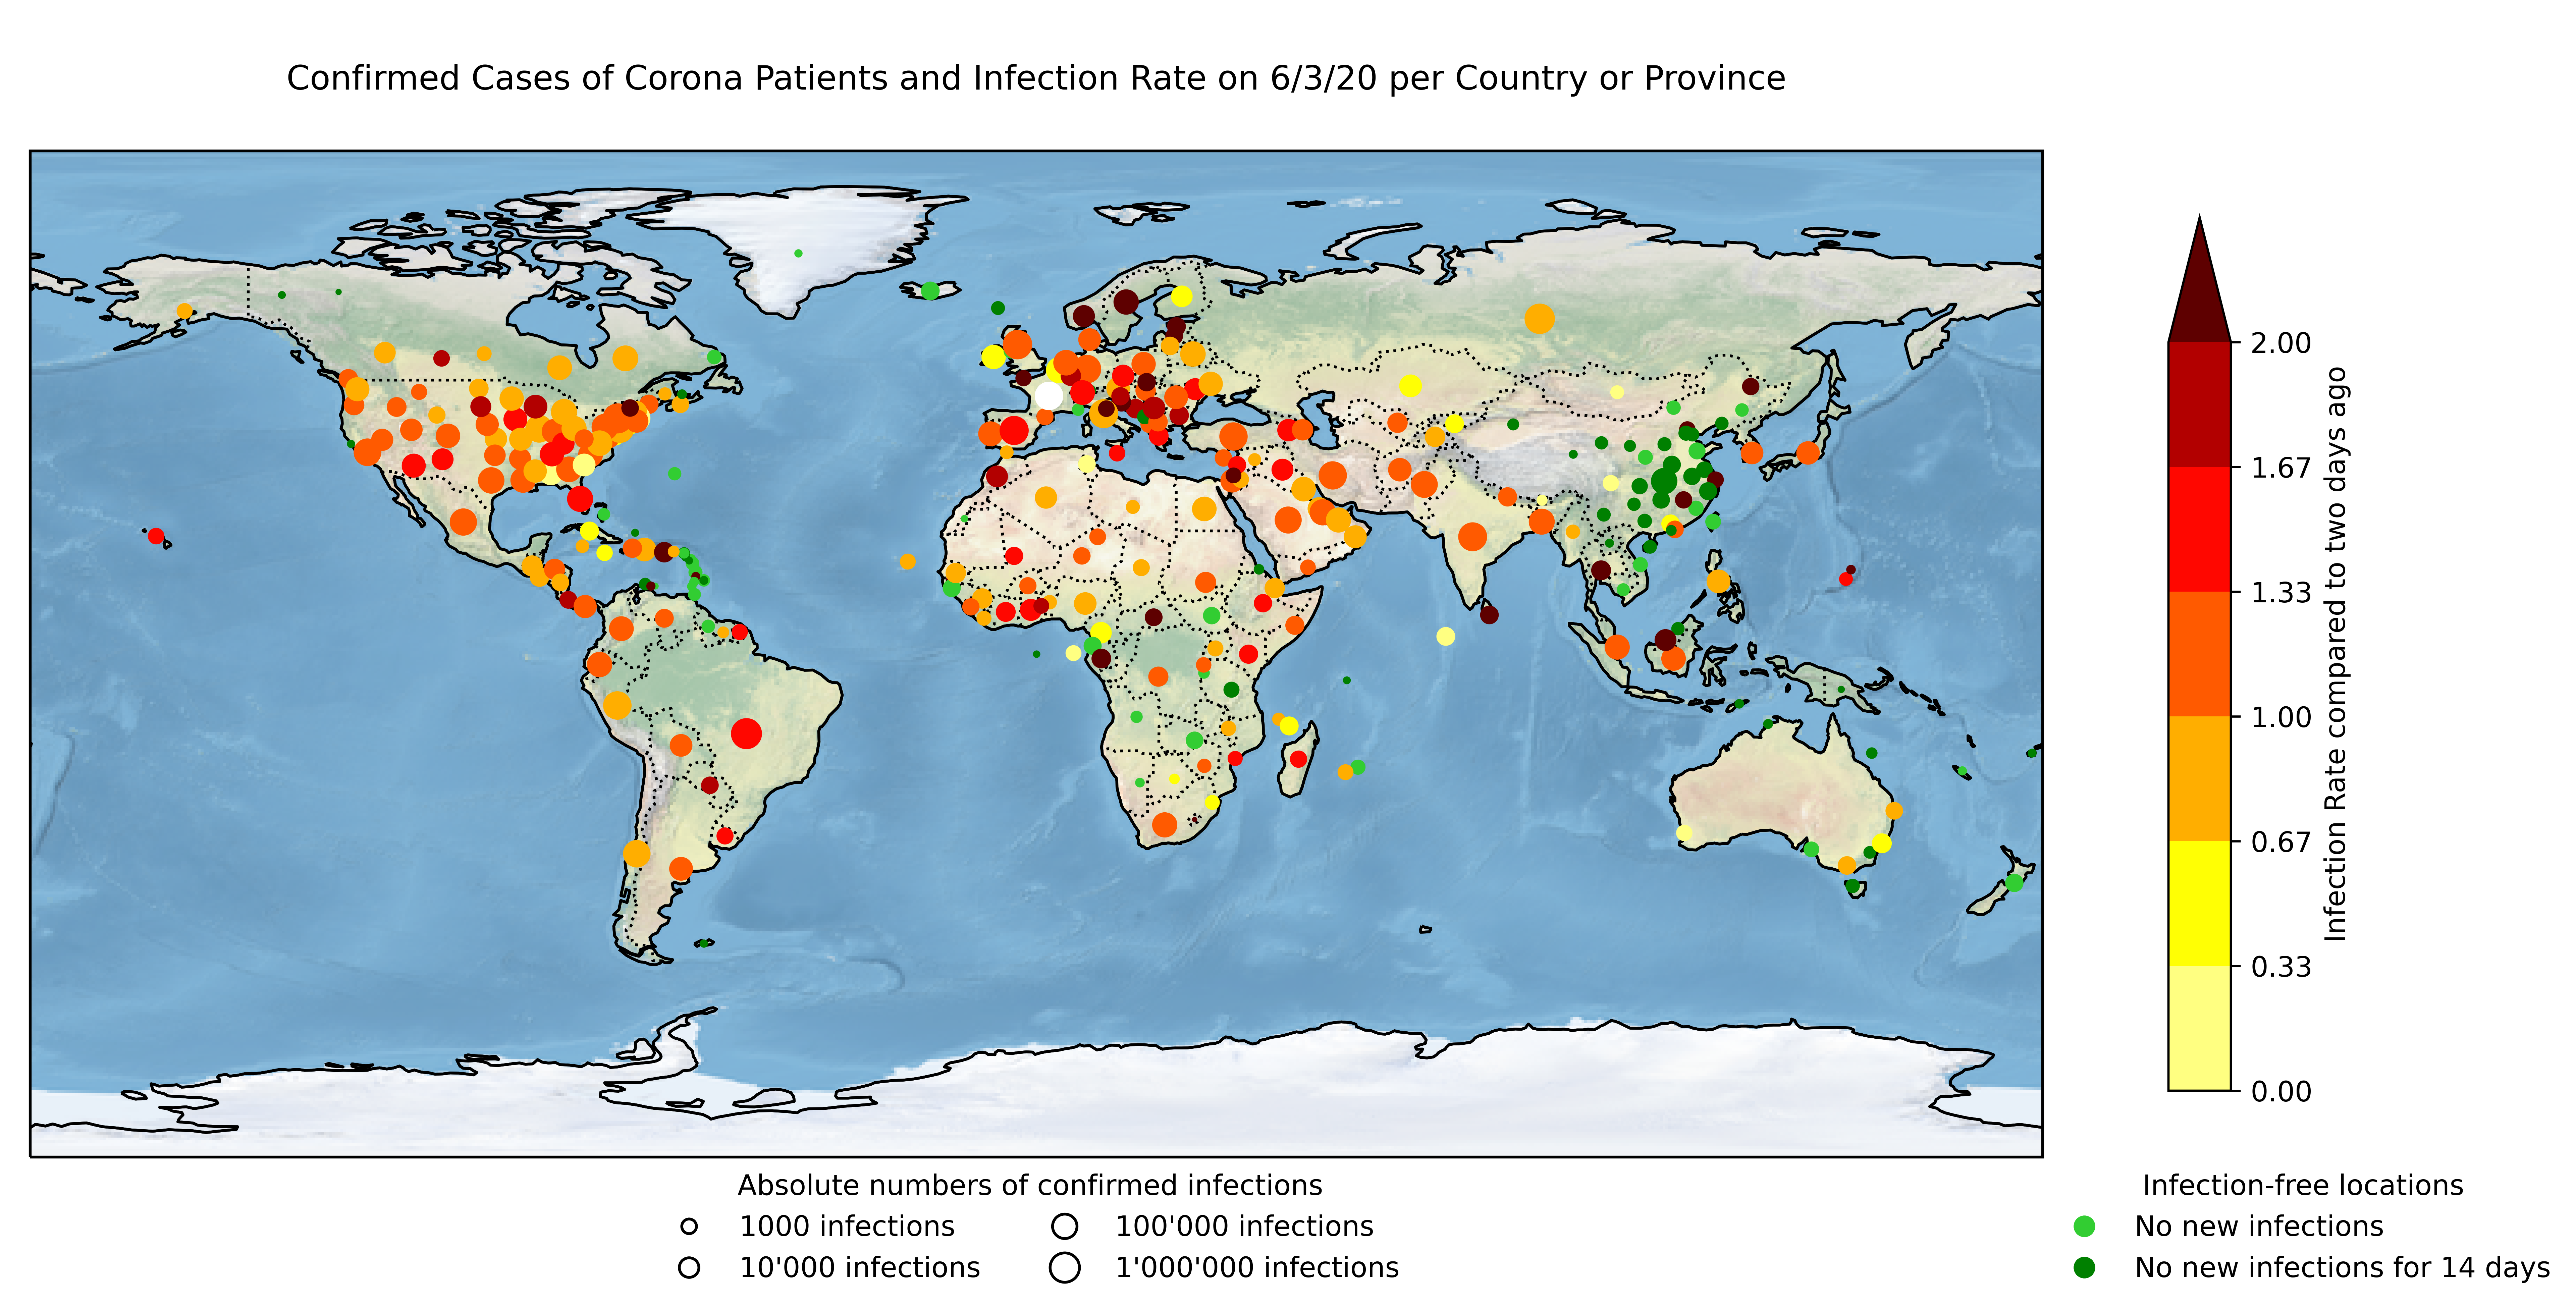 Confirmed Cases of Corona Patients and Infection Rate on 6/3/20 per Country or Province
2.00
1.67
1.33
1.00
0.67
0.33
0.00
Infection Rate compared to two days ago
Absolute numbers of confirmed infections
1000 infections
100'000 infections
10'000 infections
1'000'000 infections
Infection-free locations
No new infections
No new infections for 14 days